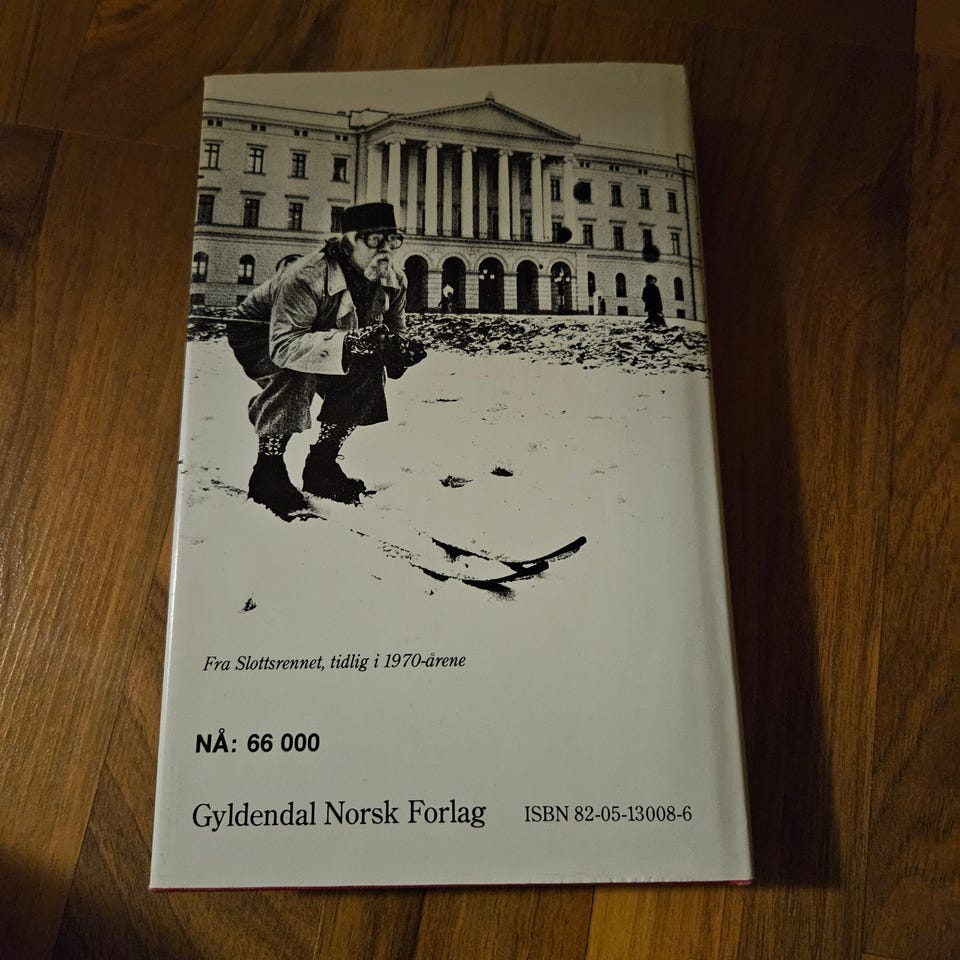 Fra Slottsrennet, tidlig i 1970-årene
NÅ: 66 000
Gyldendal Norsk Forlag ISBN 82-05-13008-6